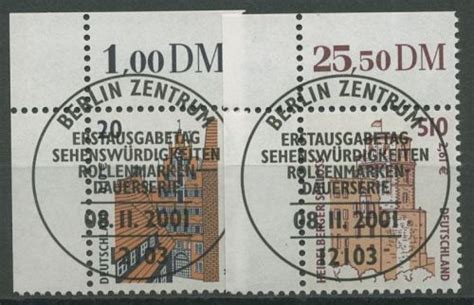 1,00 DM
BERLIN ZENTRUM
20
ERSTAUSGABETAG
SEHENSWÜRDIGKEITEN
ROLLENMARKEN-
DAUERSERIE
08.11.2001
12103
25,50 DM
BERLIN ZENTRUM
510
ERSTAUSGABETAG
SEHENSWÜRDIGKEITEN
ROLLENMARKEN-
DAUERSERIE
08.11.2001
12103
HEIDELBERGER
DEUTSCHLAND